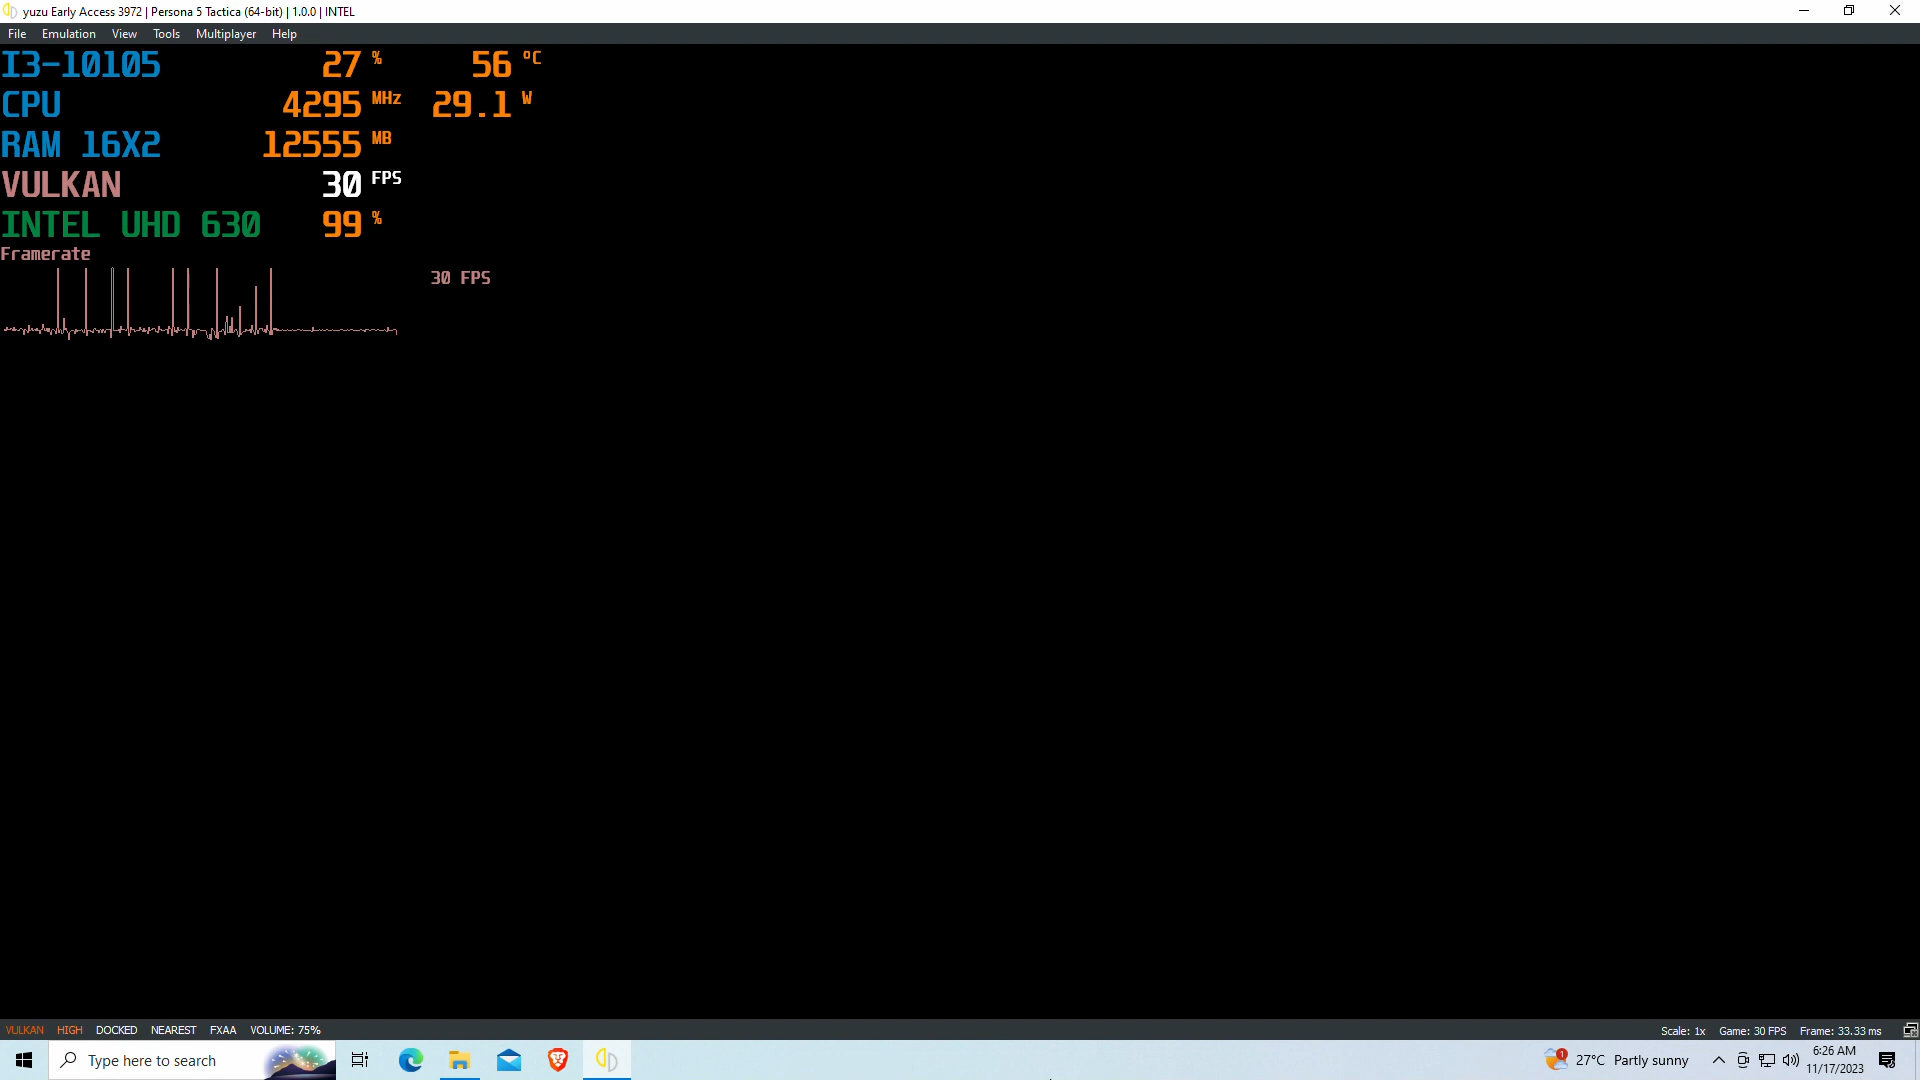 yuzu Early Access 3972 | Persona 5 Tactica (64-bit) | 1.0.0 | INTEL
File Emulation View Tools Multiplayer Help
I3-10105 27 % 56 °C
CPU 4295 MHz 29.1 W
RAM 16X2 12555 MB
VULKAN 30 FPS
INTEL UHD 630 99 %
Framerate
30 FPS
VULKAN HIGH DOCKED NEAREST FXAA VOLUME: 75% Scale: 1x Game: 30 FPS Frame: 33.33 ms
Type here to search 1 27°C Partly sunny 6:26 AM
11/17/2023